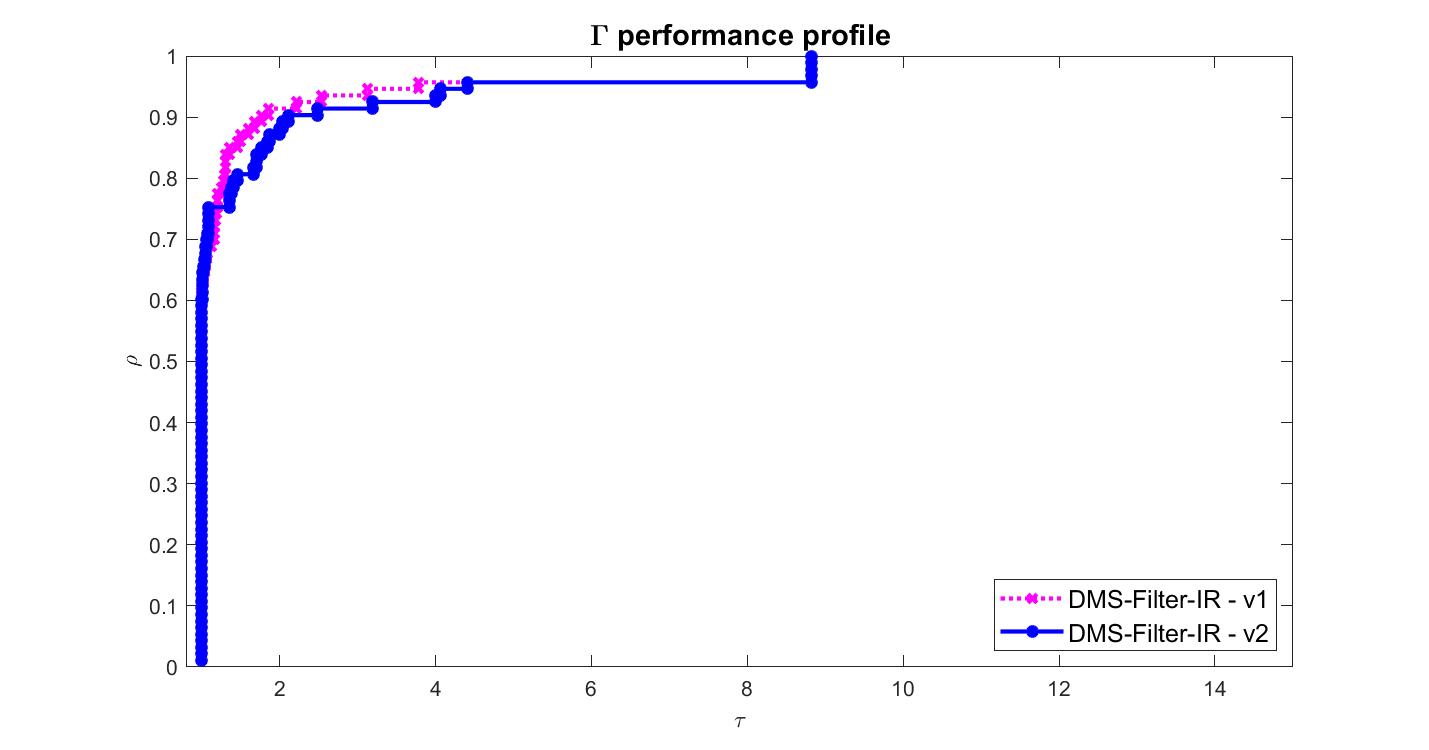 Γ performance profile
1
0.9
0.8
0.7
0.6
0.5
0.4
0.3
0.2
0.1
0
ρ
2 4 6 8 10 12 14
τ
DMS-Filter-IR - v1
DMS-Filter-IR - v2